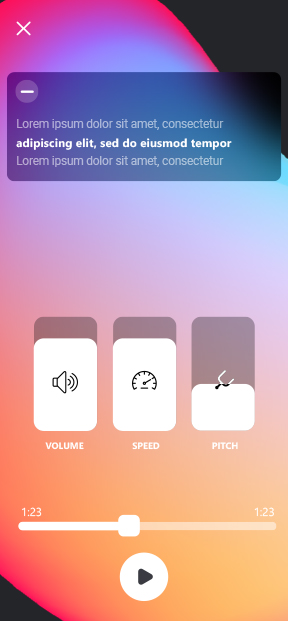 Lorem ipsum dolor sit amet, consectetur
adipiscing elit, sed do eiusmod tempor
Lorem ipsum dolor sit amet, consectetur
VOLUME SPEED PITCH
1:23 1:23